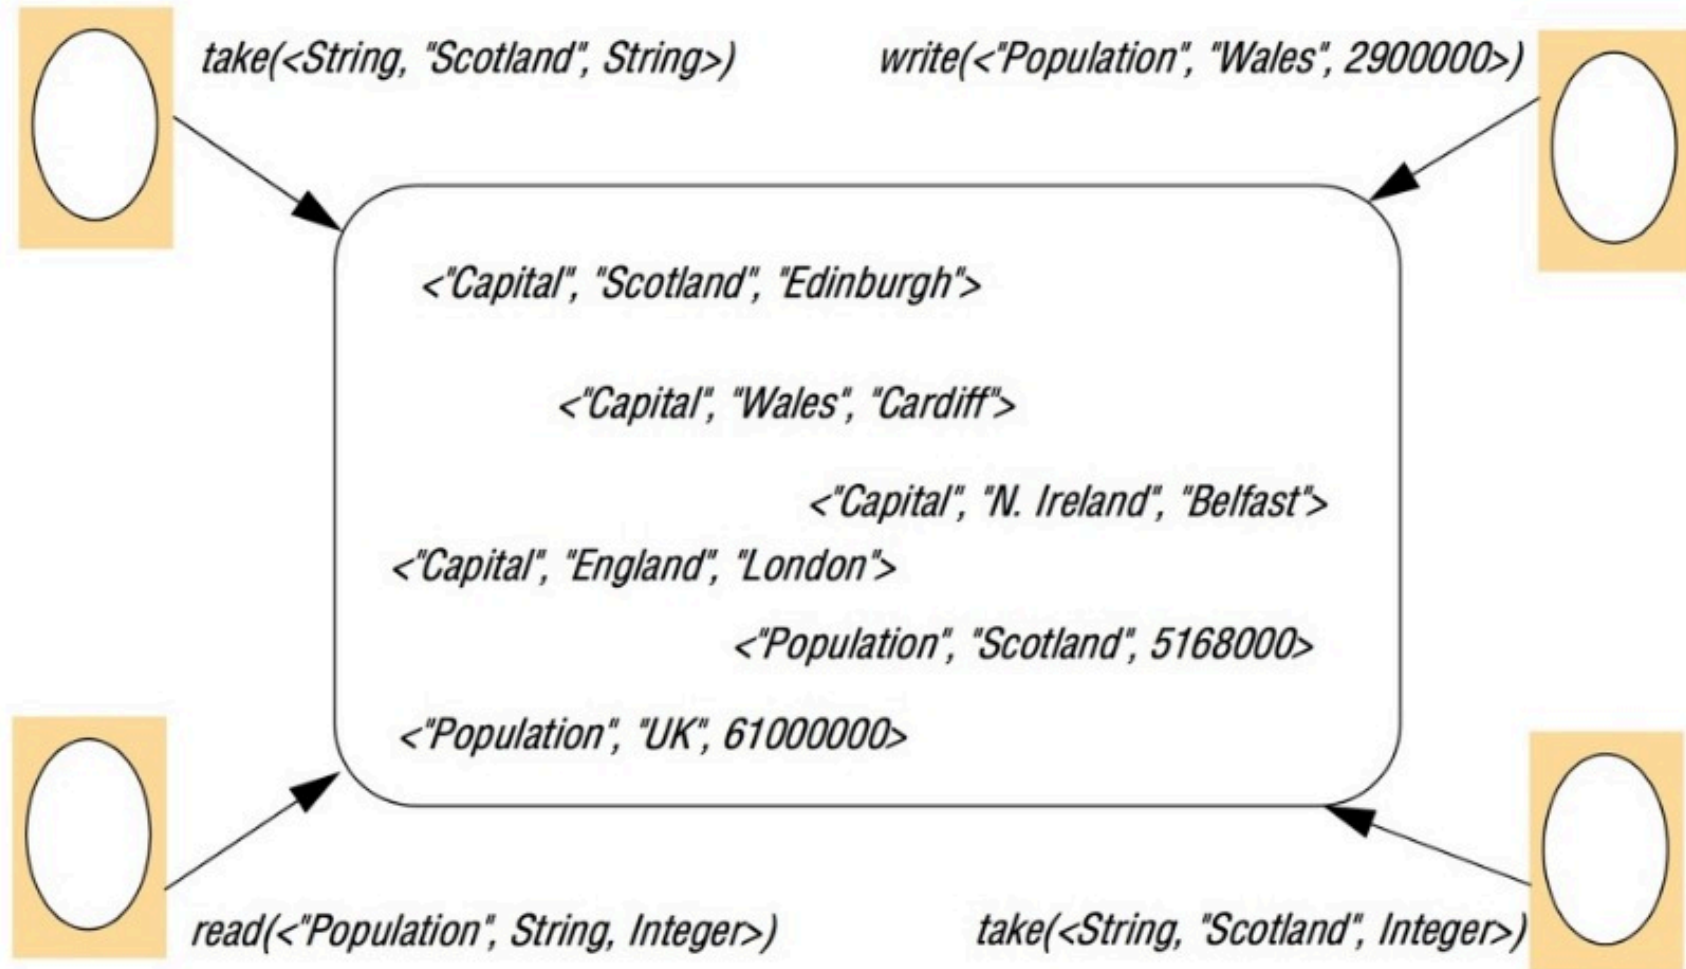 take(<String, "Scotland", String>)
write(<"Population", "Wales", 2900000>)
<"Capital", "Scotland", "Edinburgh">
<"Capital", "Wales", "Cardiff">
<"Capital", "N. Ireland", "Belfast">
<"Capital", "England", "London">
<"Population", "Scotland", 5168000>
<"Population", "UK", 61000000>
read(<"Population", String, Integer>)
take(<String, "Scotland", Integer>)